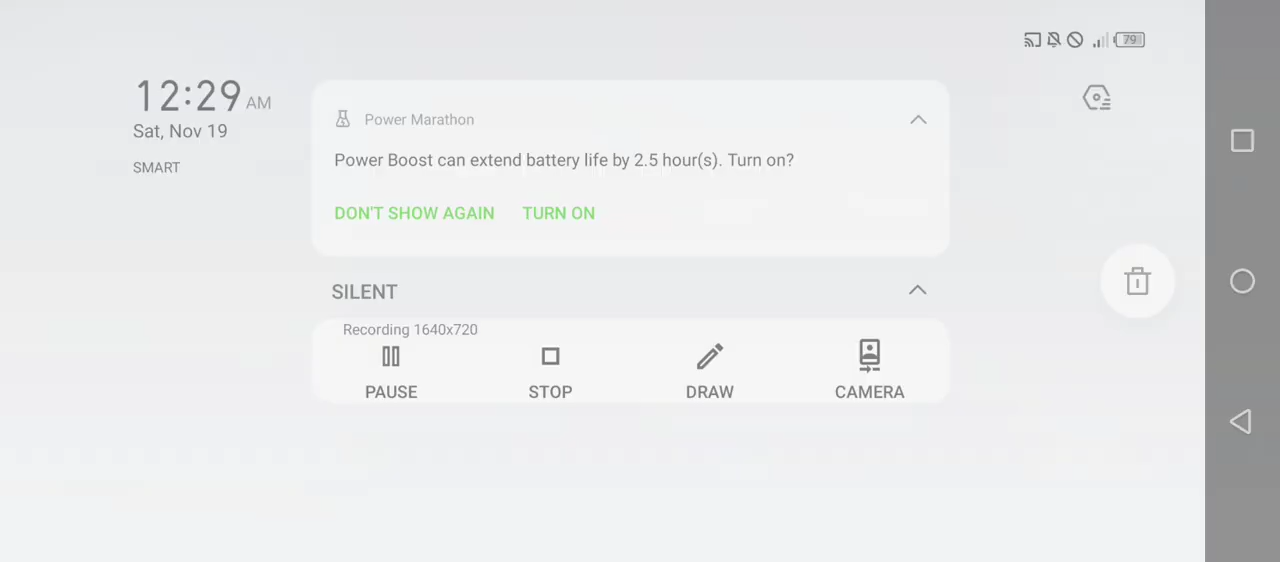 79
12:29 AM
Sat, Nov 19
SMART
Power Marathon
Power Boost can extend battery life by 2.5 hour(s). Turn on?
DON'T SHOW AGAIN TURN ON
SILENT
Recording 1640x720
PAUSE STOP DRAW CAMERA